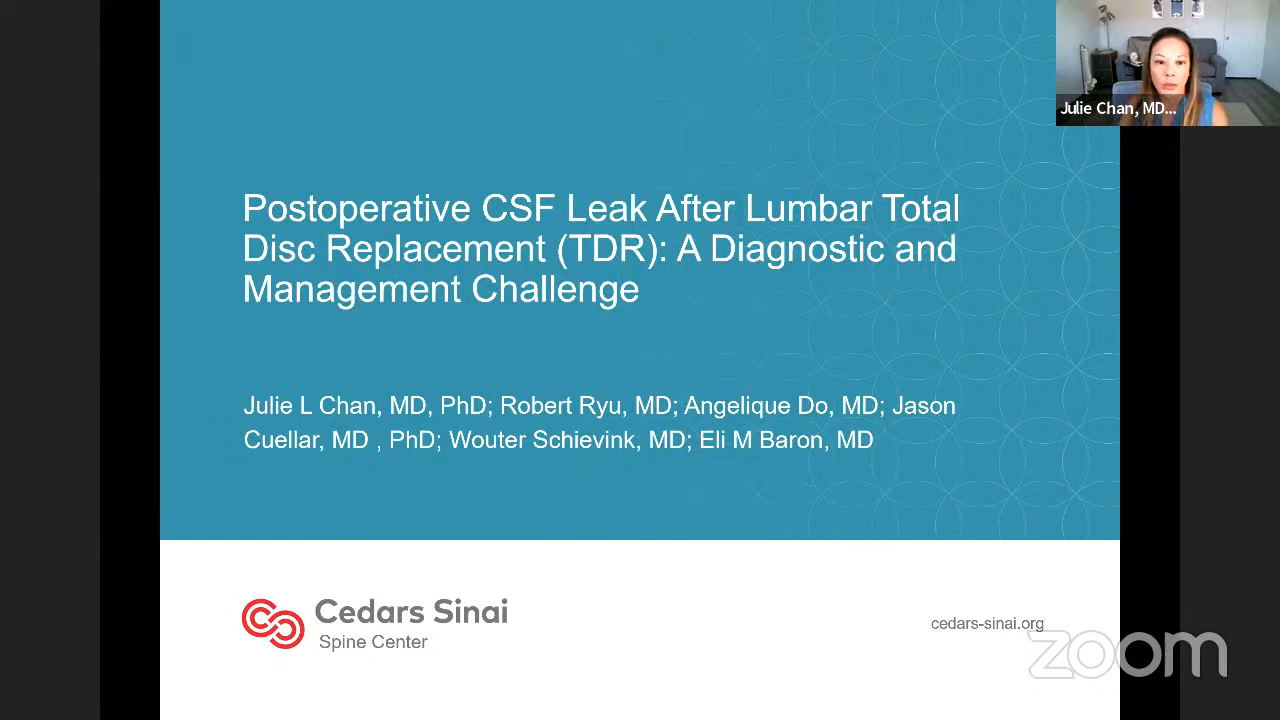 Julie Chan, MD...
Postoperative CSF Leak After Lumbar Total
Disc Replacement (TDR): A Diagnostic and
Management Challenge
Julie L Chan, MD, PhD; Robert Ryu, MD; Angelique Do, MD; Jason
Cuellar, MD , PhD; Wouter Schievink, MD; Eli M Baron, MD
Cedars Sinai
Spine Center
cedars-sinai.org
zoom